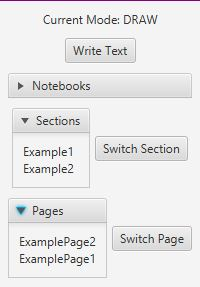 Current Mode: DRAW
Write Text
Notebooks
Sections
Example1
Example2
Switch Section
Pages
ExamplePage2
ExamplePage1
Switch Page